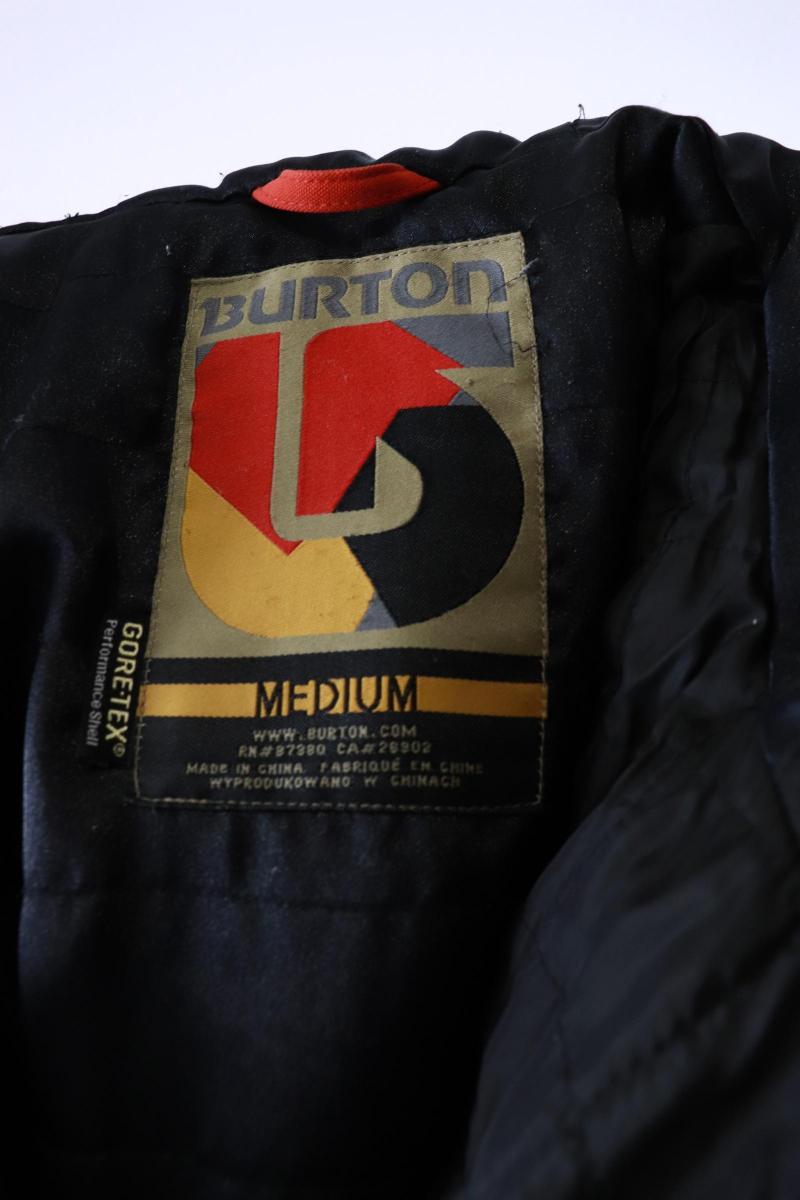 BURTON
MEDIUM
WWW.BURTON.COM
RN#97380 CA#26902
MADE IN CHINA FABRIQUÉ EN CHINE
WYPRODUKOWANO W CHINACH
GORE-TEX®
Performance Shell